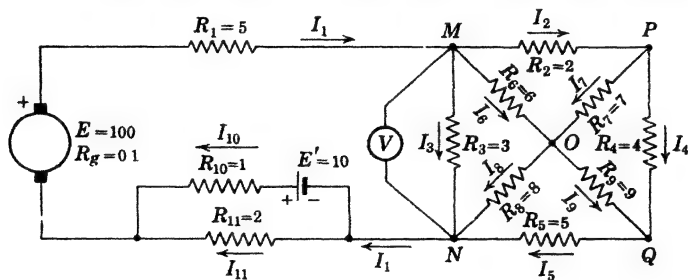 R₁=5
I₁
M
I₂
R₂=2
P
+
E=100
R_g=0 1
I₁₀
R₁₀=1
E′=10
+ −
V
I₃
R₃=3
R₆=6
I₆
I₇
R₇=7
O
R₄=4
I₄
I₈
R₈=8
R₉=9
I₉
R₁₁=2
I₁₁
I₁
N
R₅=5
I₅
Q